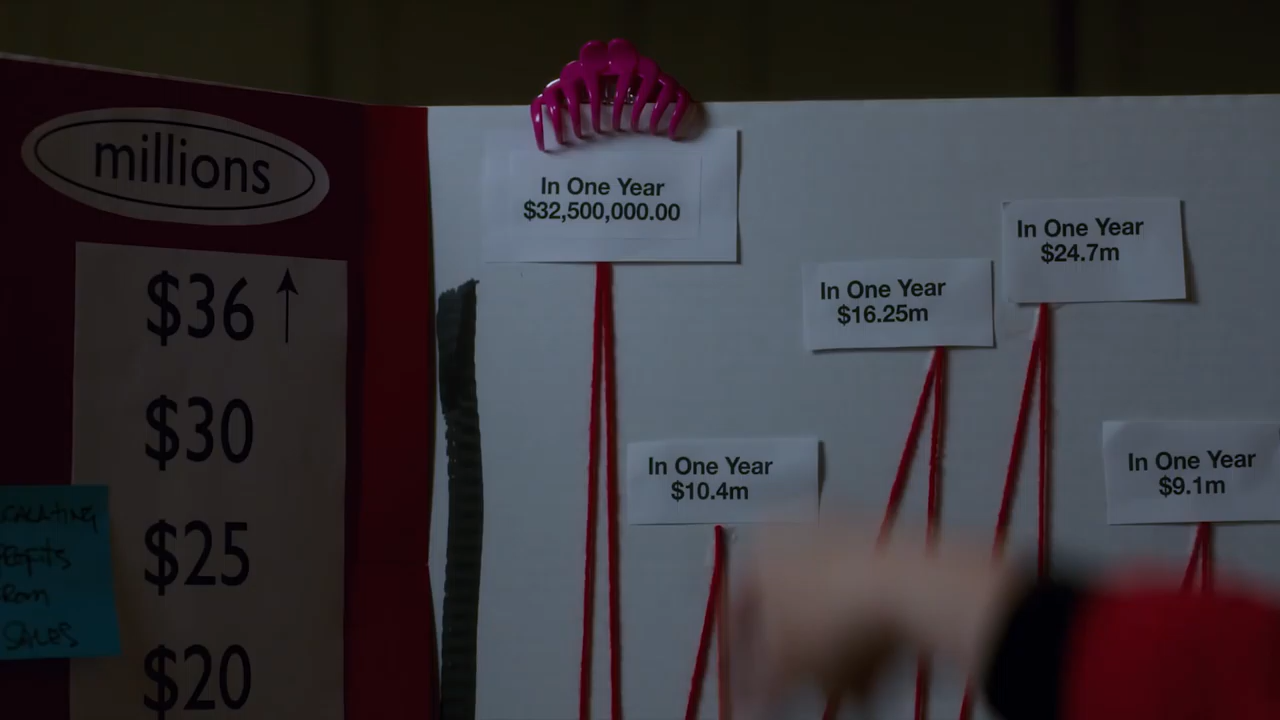 millions
$36
$30
$25
$20
In One Year
$32,500,000.00
In One Year
$10.4m
In One Year
$16.25m
In One Year
$24.7m
In One Year
$9.1m
SALES